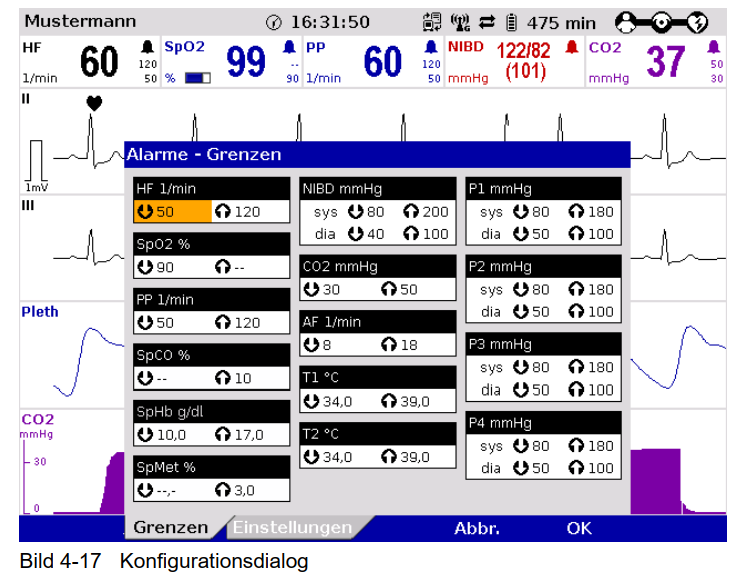 Mustermann 16:31:50 475 min
HF 1/min 60 120 50
SpO2 % 99 -- 90
PP 1/min 60 120 50
NIBD mmHg 122/82 (101)
CO2 mmHg 37 50 30
II
1mV
III
Pleth
CO2
mmHg
30
0
Alarme - Grenzen
HF 1/min
50 120
SpO2 %
90 --
PP 1/min
50 120
SpCO %
-- 10
SpHb g/dl
10,0 17,0
SpMet %
--,- 3,0
NIBD mmHg
sys 80 200
dia 40 100
CO2 mmHg
30 50
AF 1/min
8 18
T1 °C
34,0 39,0
T2 °C
34,0 39,0
P1 mmHg
sys 80 180
dia 50 100
P2 mmHg
sys 80 180
dia 50 100
P3 mmHg
sys 80 180
dia 50 100
P4 mmHg
sys 80 180
dia 50 100
Grenzen Einstellungen Abbr. OK
Bild 4-17 Konfigurationsdialog